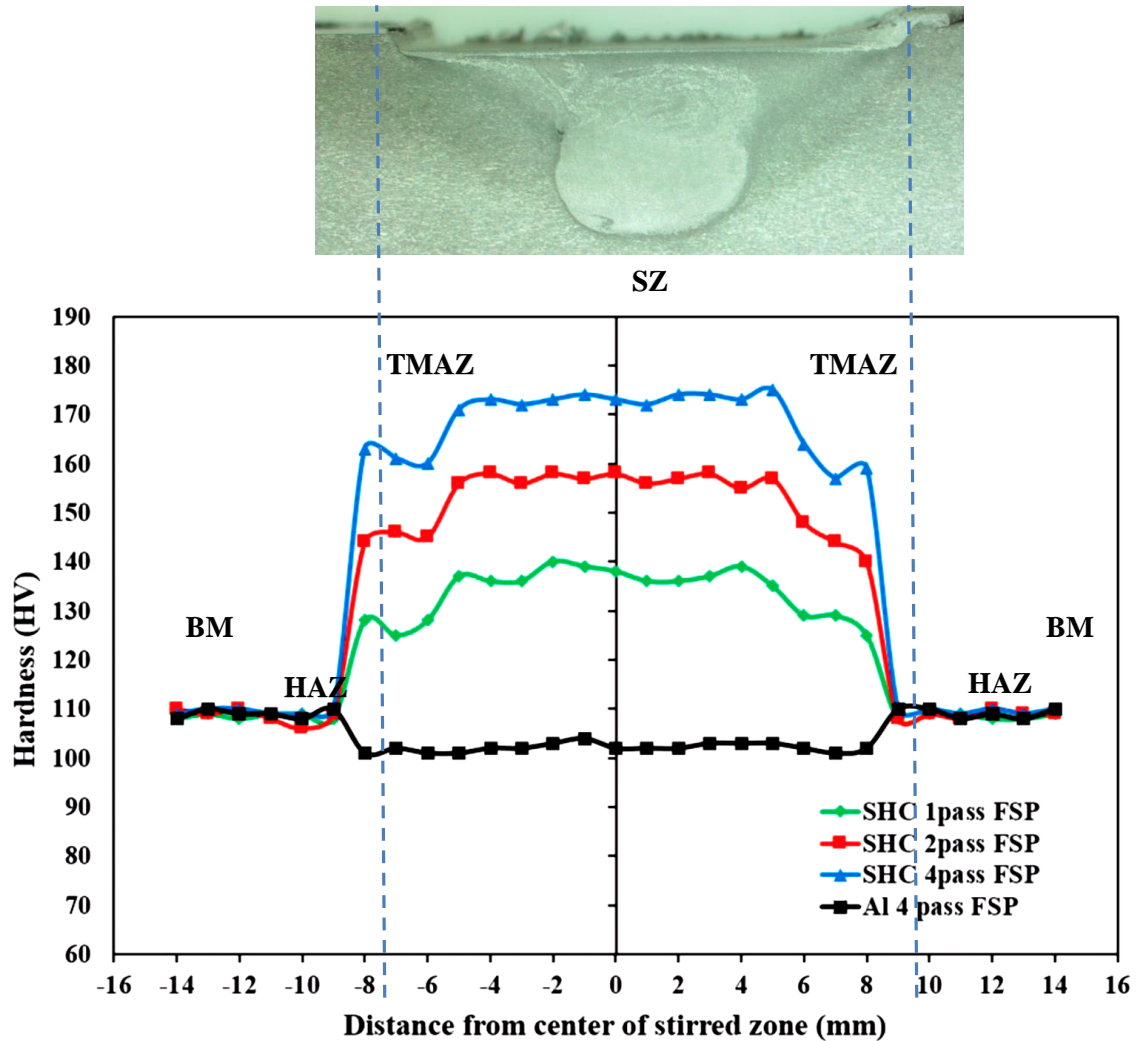 SZ
190
180
170
160
150
140
130
120
110
100
90
80
70
60
Hardness (HV)
TMAZ
TMAZ
BM
BM
HAZ
HAZ
SHC 1pass FSP
SHC 2pass FSP
SHC 4pass FSP
Al 4 pass FSP
-16 -14 -12 -10 -8 -6 -4 -2 0 2 4 6 8 10 12 14 16
Distance from center of stirred zone (mm)